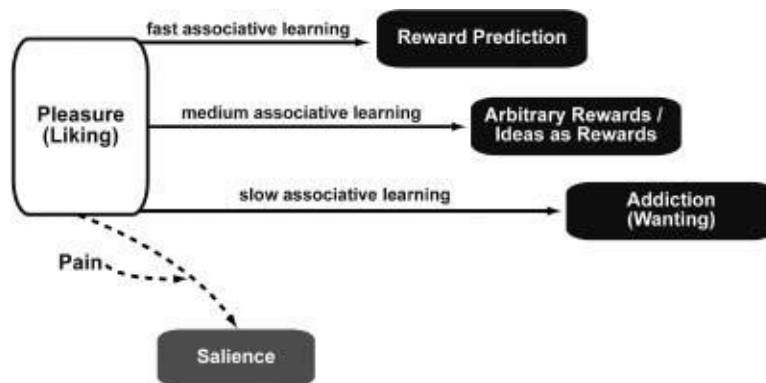 fast associative learning
Reward Prediction
Pleasure
(Liking)
medium associative learning
Arbitrary Rewards /
Ideas as Rewards
slow associative learning
Addiction
(Wanting)
Pain
Salience